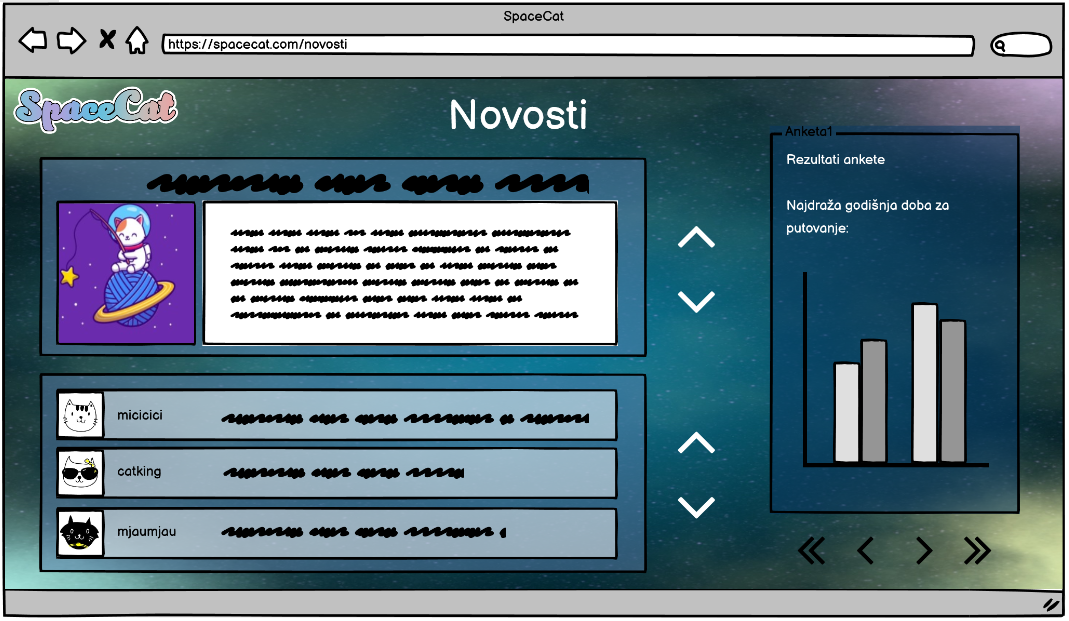 SpaceCat
https://spacecat.com/novosti
SpaceCat
Novosti
Anketa1
Rezultati ankete
Najdraža godišnja doba za
putovanje:
micicici
catking
mjaumjau